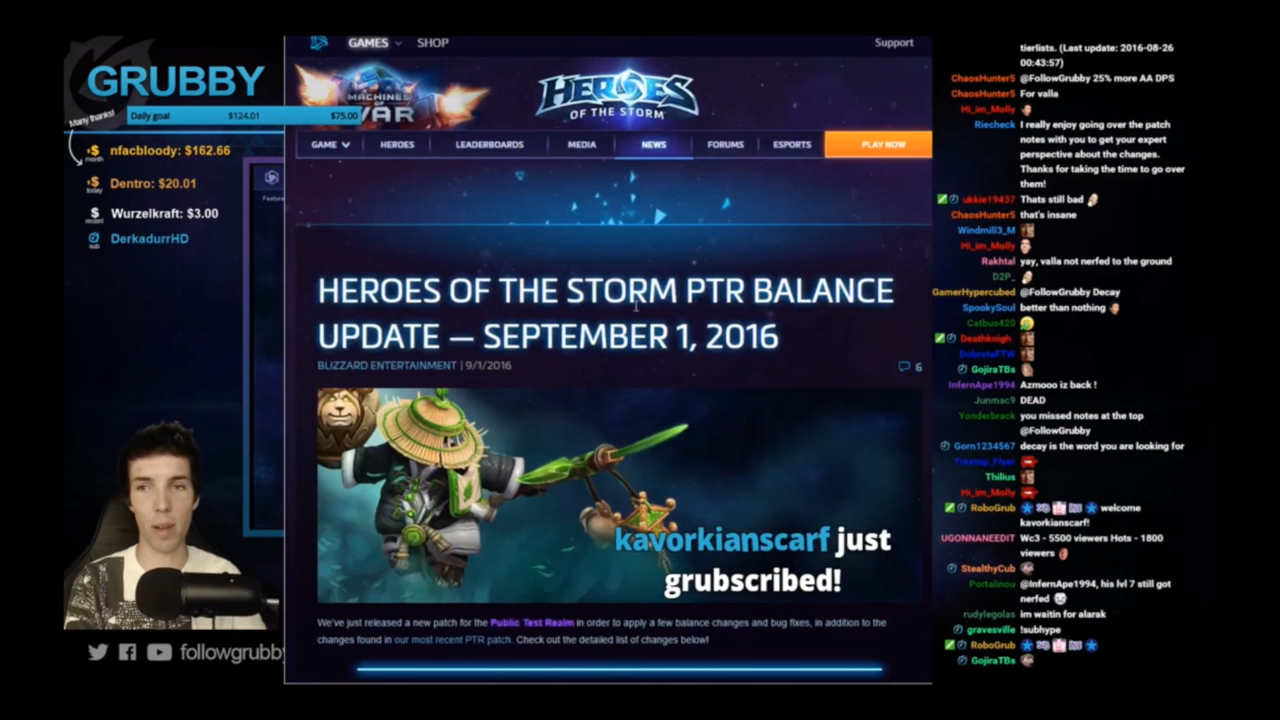 GRUBBY
Many thanks!
Daily goal $124.01 $75.00
$ month nfacbloody: $162.66
$ today Dentro: $20.01
$ recent Wurzelkraft: $3.00
sub DerkadurrHD
followgrubby
GAMES SHOP Support
MACHINES
OF
WAR
HEROES
OF THE STORM
GAME HEROES LEADERBOARDS MEDIA NEWS FORUMS ESPORTS PLAY NOW
HEROES OF THE STORM PTR BALANCE
UPDATE — SEPTEMBER 1, 2016
BLIZZARD ENTERTAINMENT | 9/1/2016 6
kavorkianscarf just
grubscribed!
We've just released a new patch for the Public Test Realm in order to apply a few balance changes and bug fixes, in addition to the
changes found in our most recent PTR patch. Check out the detailed list of changes below!
tierlists. (Last update: 2016-08-26
00:43:57)
ChaosHunter5 @FollowGrubby 25% more AA DPS
ChaosHunter5 For valla
Hi_im_Molly
Riecheck I really enjoy going over the patch
notes with you to get your expert
perspective about the changes.
Thanks for taking the time to go over
them!
ukkie19437 Thats still bad
ChaosHunter5 that's insane
Windmill3_M
Hi_im_Molly
Rakhtal yay, valla not nerfed to the ground
D2P_
GamerHypercubed @FollowGrubby Decay
SpookySoul better than nothing
Catbus420
Deathknigh
DobrotaFTW
GojiraTBs
InfernApe1994 Azmooo iz back !
Junmac9 DEAD
Yonderbrack you missed notes at the top
@FollowGrubby
Gorn1234567 decay is the word you are looking for
Treetop_Flyer
Thilius
Hi_im_Molly
RoboGrub welcome
kavorkianscarf!
UGONNANEEDIT Wc3 - 5500 viewers Hots - 1800
viewers
StealthyCub
Portalinou @InfernApe1994, his lvl 7 still got
nerfed
rudylegolas im waitin for alarak
gravesville !subhype
RoboGrub
GojiraTBs